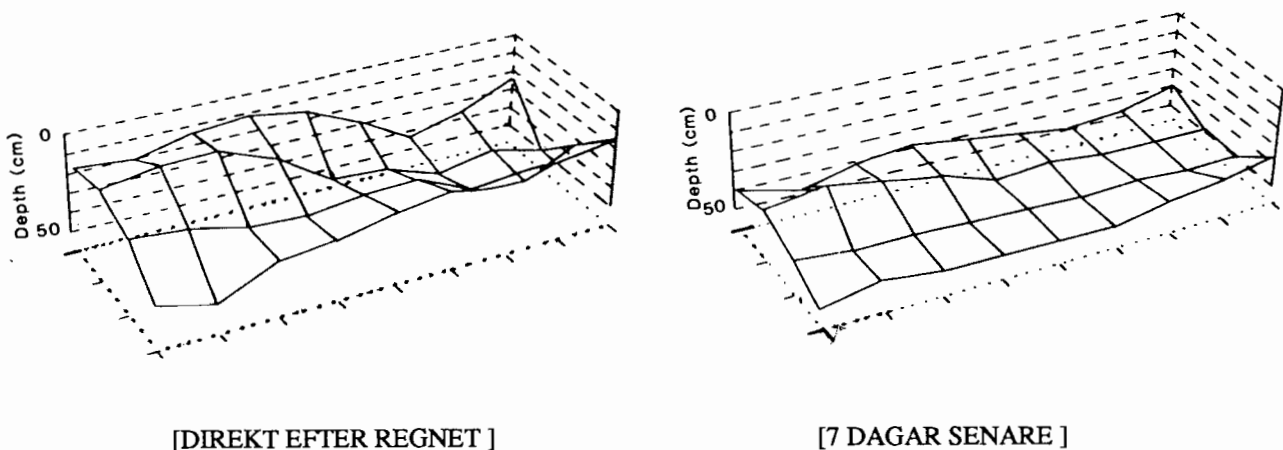 0
Depth (cm)
50
0
Depth (cm)
50
[DIREKT EFTER REGNET ]
[7 DAGAR SENARE ]